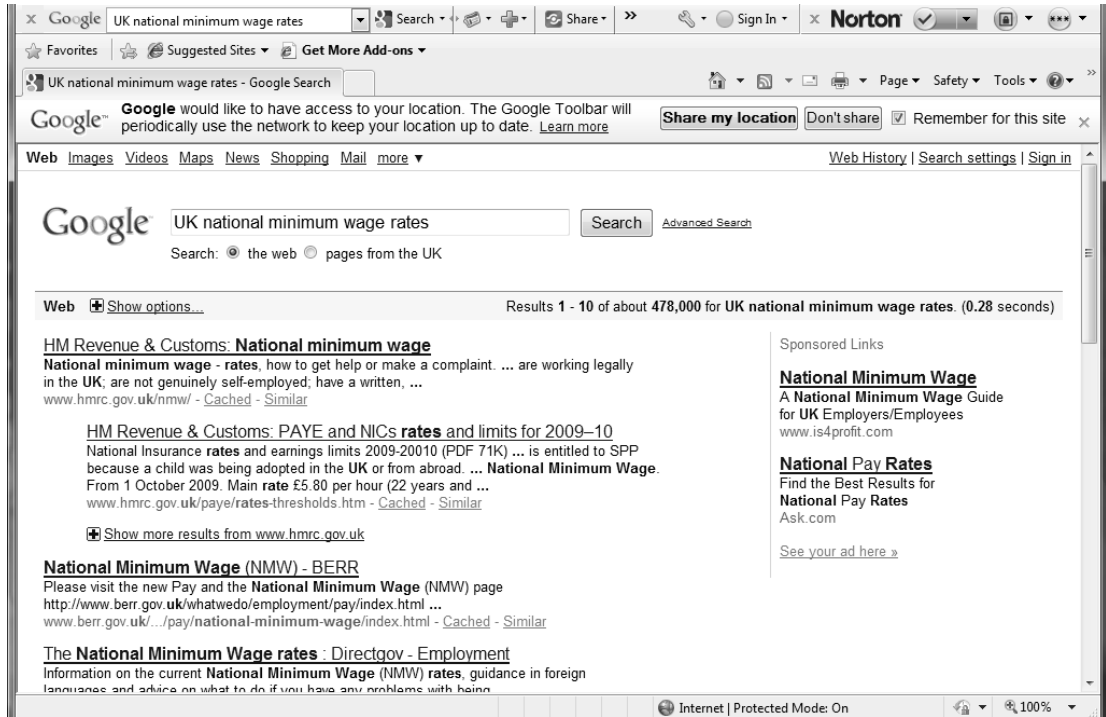 Google UK national minimum wage rates Search Share » Sign In Norton
Favorites Suggested Sites Get More Add-ons
UK national minimum wage rates - Google Search Page Safety Tools »
Google™ Google would like to have access to your location. The Google Toolbar will
periodically use the network to keep your location up to date. Learn more
Share my location Don't share Remember for this site
Web Images Videos Maps News Shopping Mail more ▼ Web History | Search settings | Sign in
Google UK national minimum wage rates Search Advanced Search
Search: the web pages from the UK
Web Show options... Results 1 - 10 of about 478,000 for UK national minimum wage rates. (0.28 seconds)
HM Revenue & Customs: National minimum wage
National minimum wage - rates, how to get help or make a complaint. ... are working legally
in the UK; are not genuinely self-employed; have a written, ...
www.hmrc.gov.uk/nmw/ - Cached - Similar
HM Revenue & Customs: PAYE and NICs rates and limits for 2009–10
National Insurance rates and earnings limits 2009-20010 (PDF 71K) ... is entitled to SPP
because a child was being adopted in the UK or from abroad. ... National Minimum Wage.
From 1 October 2009. Main rate £5.80 per hour (22 years and ...
www.hmrc.gov.uk/paye/rates-thresholds.htm - Cached - Similar
Show more results from www.hmrc.gov.uk
National Minimum Wage (NMW) - BERR
Please visit the new Pay and the National Minimum Wage (NMW) page
http://www.berr.gov.uk/whatwedo/employment/pay/index.html ...
www.berr.gov.uk/.../pay/national-minimum-wage/index.html - Cached - Similar
The National Minimum Wage rates : Directgov - Employment
Information on the current National Minimum Wage (NMW) rates, guidance in foreign
languages and advice on what to do if you have any problems with being
Sponsored Links
National Minimum Wage
A National Minimum Wage Guide
for UK Employers/Employees
www.is4profit.com
National Pay Rates
Find the Best Results for
National Pay Rates
Ask.com
See your ad here »
Internet | Protected Mode: On 100%